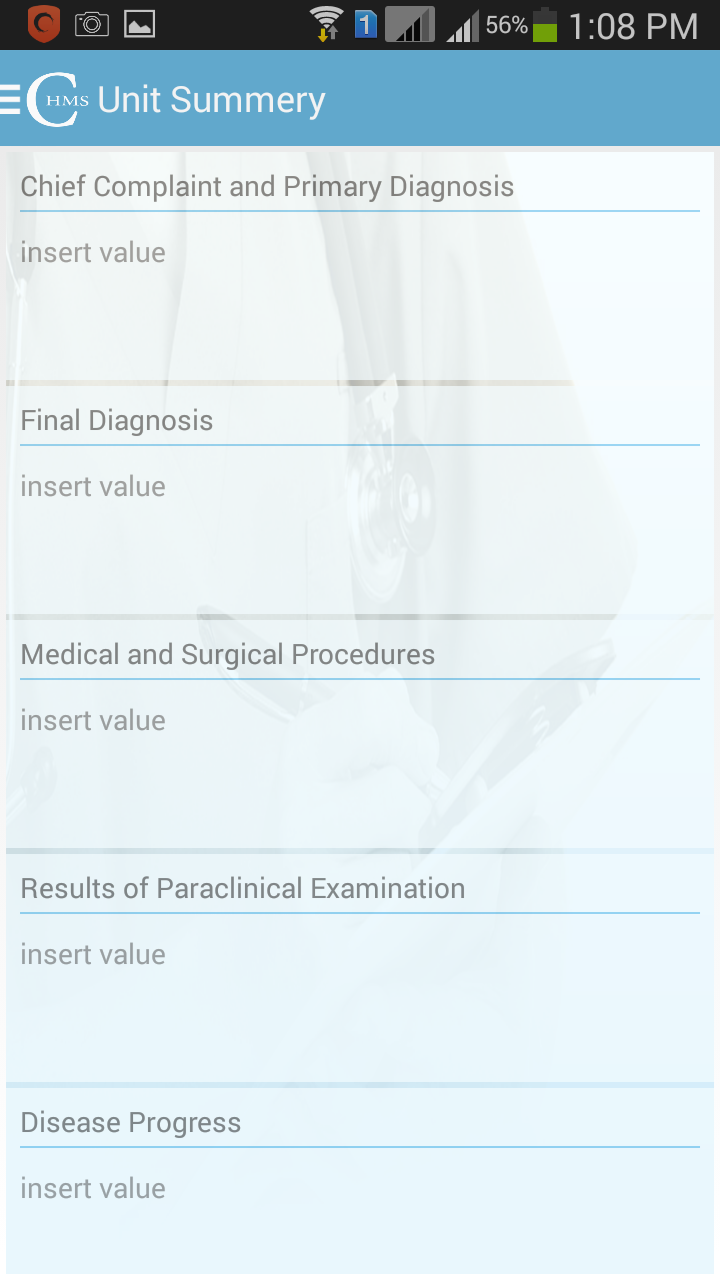 1
56%
1:08 PM
CHMS
Unit Summery
Chief Complaint and Primary Diagnosis
insert value
Final Diagnosis
insert value
Medical and Surgical Procedures
insert value
Results of Paraclinical Examination
insert value
Disease Progress
insert value